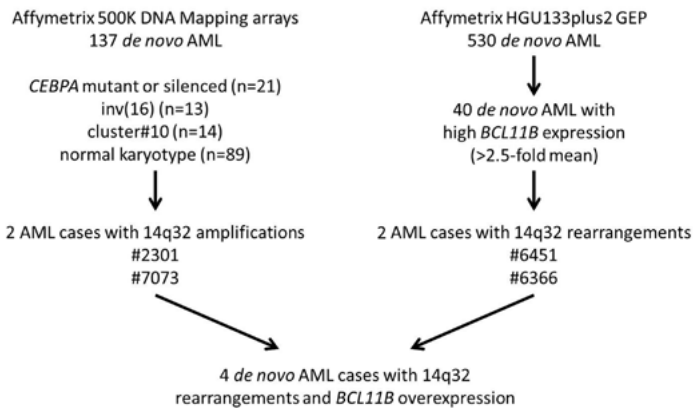 Affymetrix 500K DNA Mapping arrays
137 de novo AML
CEBPA mutant or silenced (n=21)
inv(16) (n=13)
cluster#10 (n=14)
normal karyotype (n=89)
2 AML cases with 14q32 amplifications
#2301
#7073
Affymetrix HGU133plus2 GEP
530 de novo AML
40 de novo AML with
high BCL11B expression
(>2.5-fold mean)
2 AML cases with 14q32 rearrangements
#6451
#6366
4 de novo AML cases with 14q32
rearrangements and BCL11B overexpression